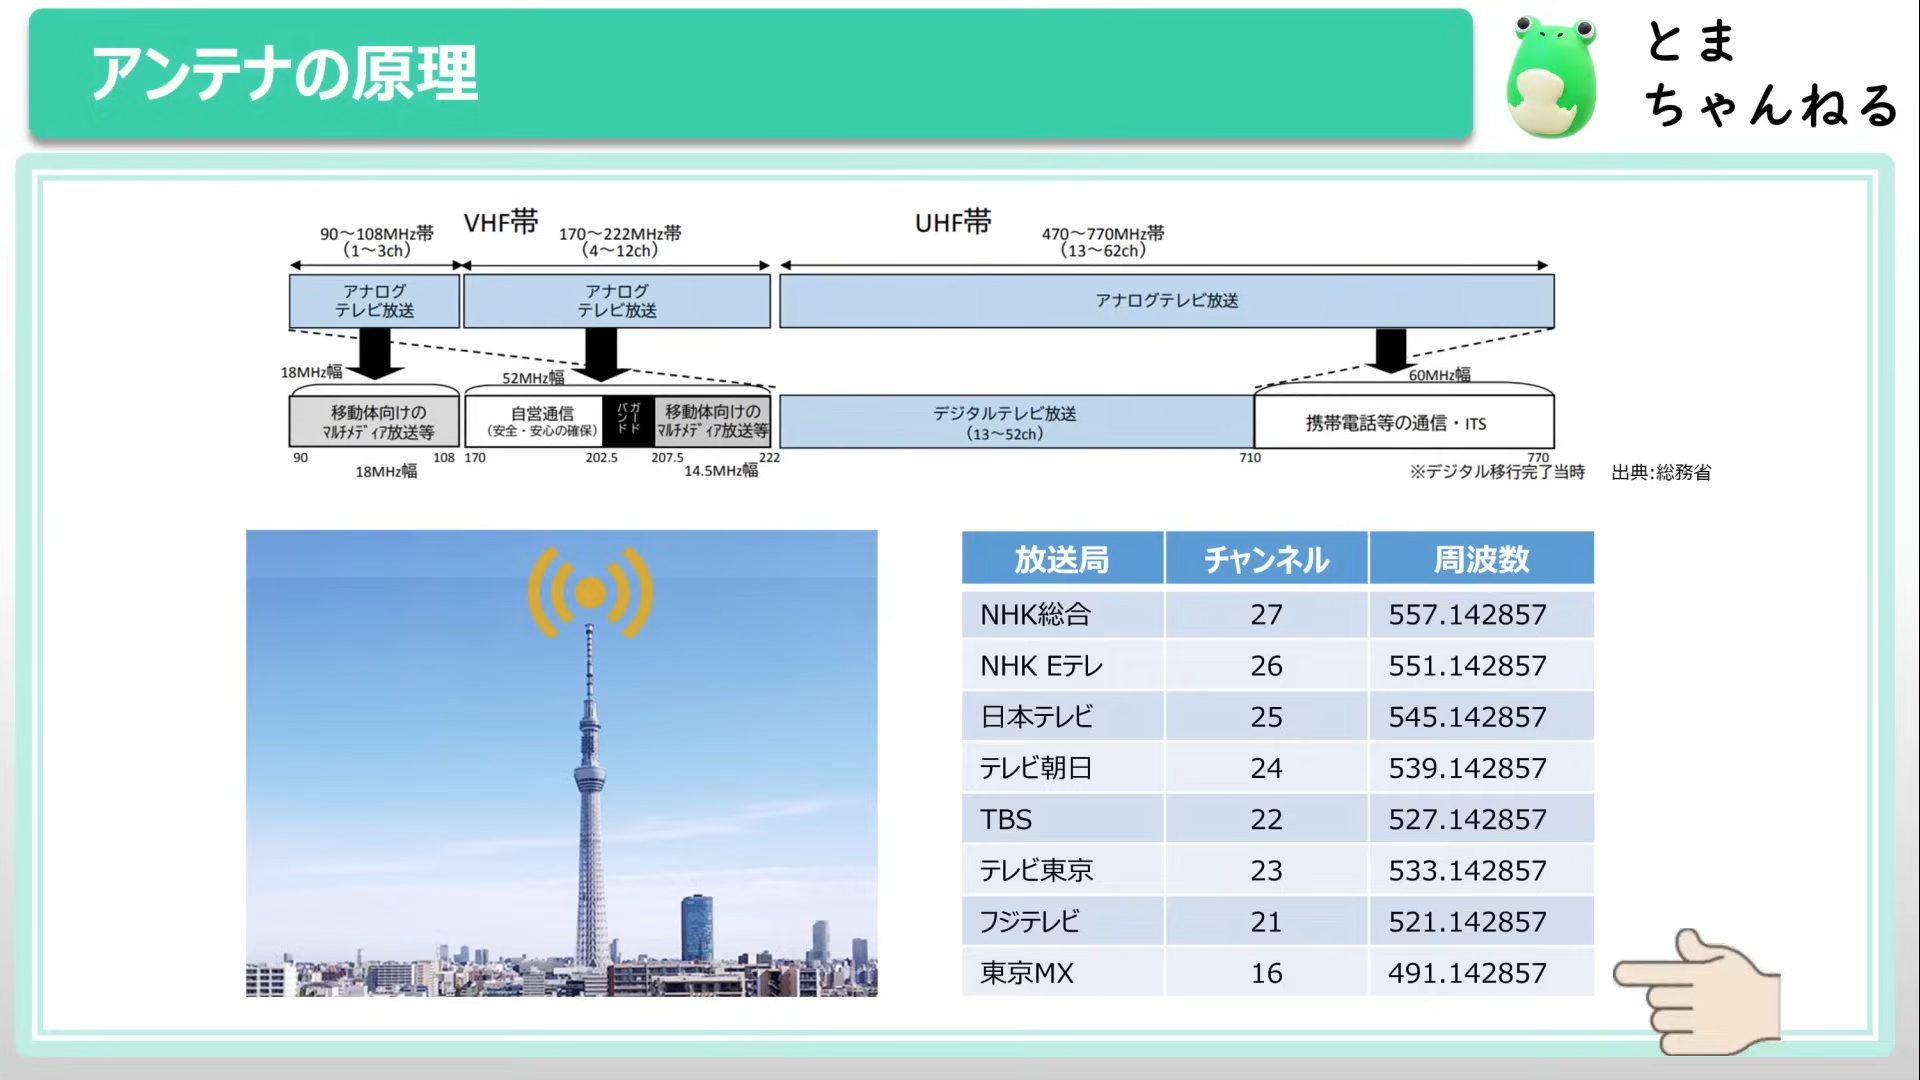 アンテナの原理
とま
ちゃんねる
VHF帯
UHF帯
90～108MHz帯
（1～3ch）
170～222MHz帯
（4～12ch）
470～770MHz帯
（13～62ch）
アナログ
テレビ放送
アナログ
テレビ放送
アナログテレビ放送
18MHz幅
52MHz幅
60MHz幅
移動体向けの
ﾏﾙﾁﾒﾃﾞｨｱ放送等
自営通信
（安全・安心の確保）
ガード
バンド
移動体向けの
ﾏﾙﾁﾒﾃﾞｨｱ放送等
デジタルテレビ放送
（13～52ch）
携帯電話等の通信・ITS
90
108
170
202.5
207.5
222
710
770
18MHz幅
14.5MHz幅
※デジタル移行完了当時
出典:総務省
放送局 チャンネル 周波数
NHK総合 27 557.142857
NHK Eテレ 26 551.142857
日本テレビ 25 545.142857
テレビ朝日 24 539.142857
TBS 22 527.142857
テレビ東京 23 533.142857
フジテレビ 21 521.142857
東京MX 16 491.142857